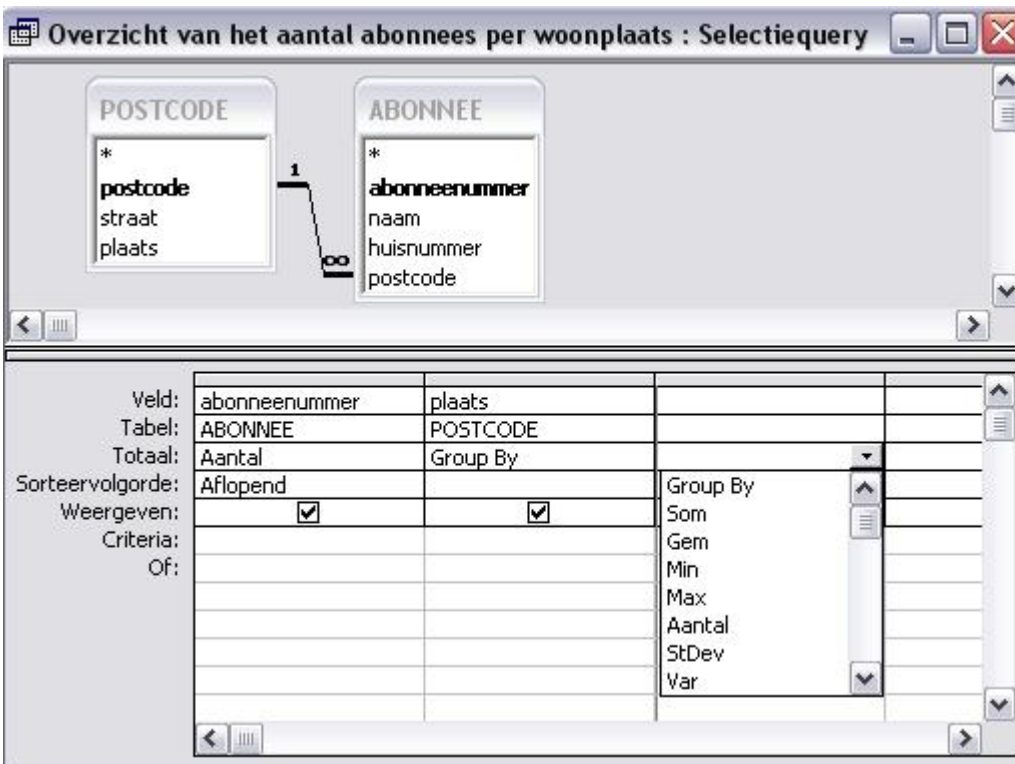 Overzicht van het aantal abonnees per woonplaats : Selectiequery
POSTCODE
*
postcode
straat
plaats
1
∞
ABONNEE
*
abonneenummer
naam
huisnummer
postcode
Veld: abonneenummer plaats
Tabel: ABONNEE POSTCODE
Totaal: Aantal Group By
Sorteervolgorde: Aflopend
Weergeven:
Criteria:
Of:
Group By
Som
Gem
Min
Max
Aantal
StDev
Var